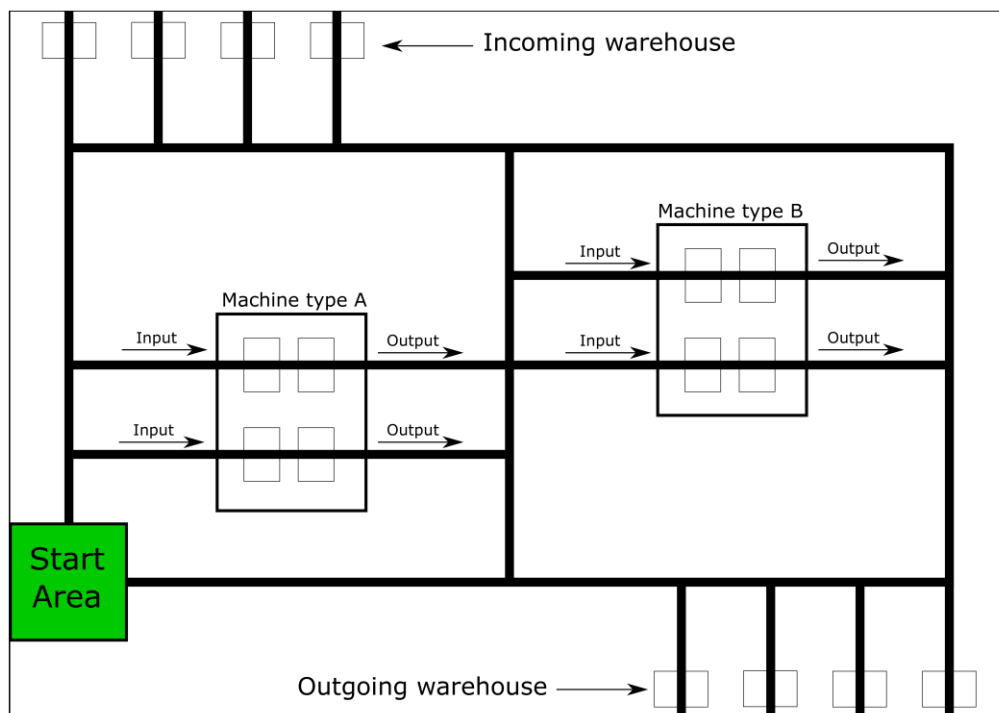 Incoming warehouse
Machine type B
Input
Output
Machine type A
Input
Output
Input
Output
Input
Output
Start
Area
Outgoing warehouse